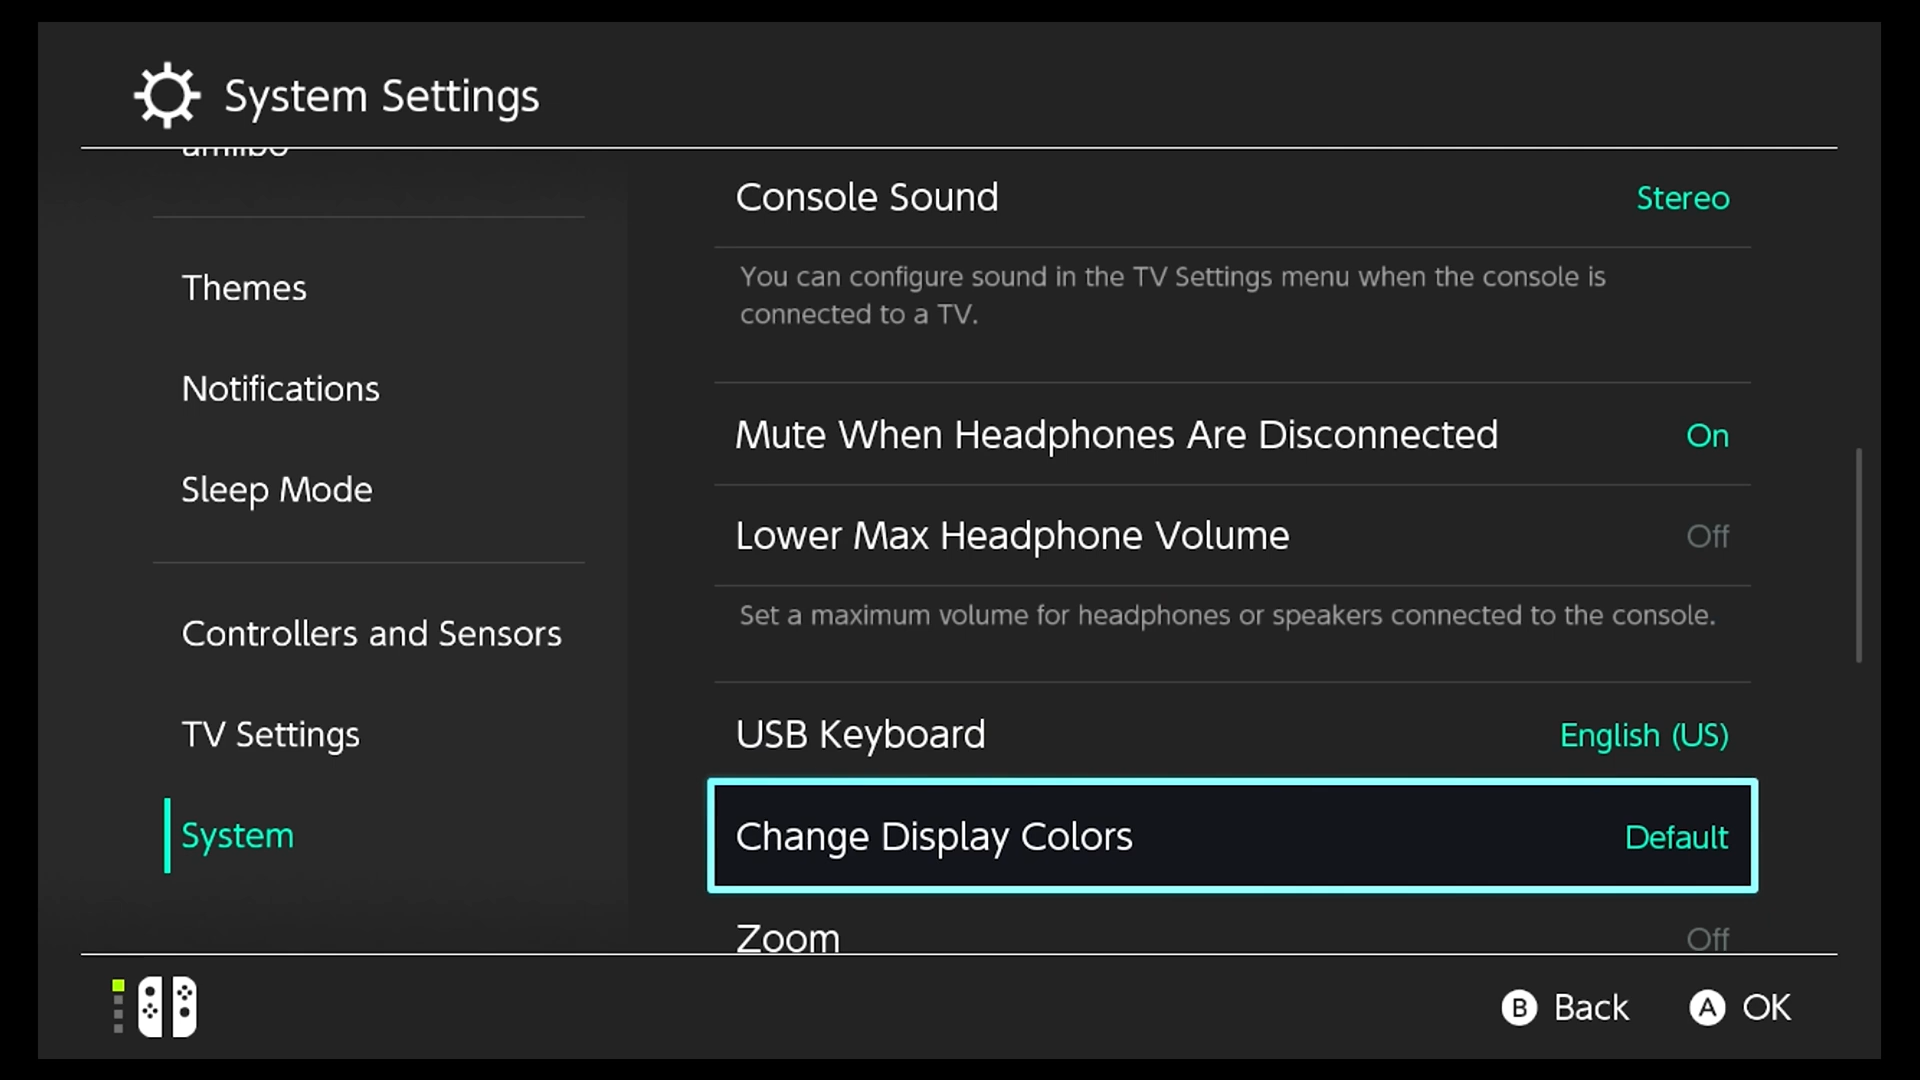 System Settings
amiibo
Themes
Notifications
Sleep Mode
Controllers and Sensors
TV Settings
System
Console Sound
Stereo
You can configure sound in the TV Settings menu when the console is
connected to a TV.
Mute When Headphones Are Disconnected
On
Lower Max Headphone Volume
Off
Set a maximum volume for headphones or speakers connected to the console.
USB Keyboard
English (US)
Change Display Colors
Default
Zoom
Off
B Back
A OK